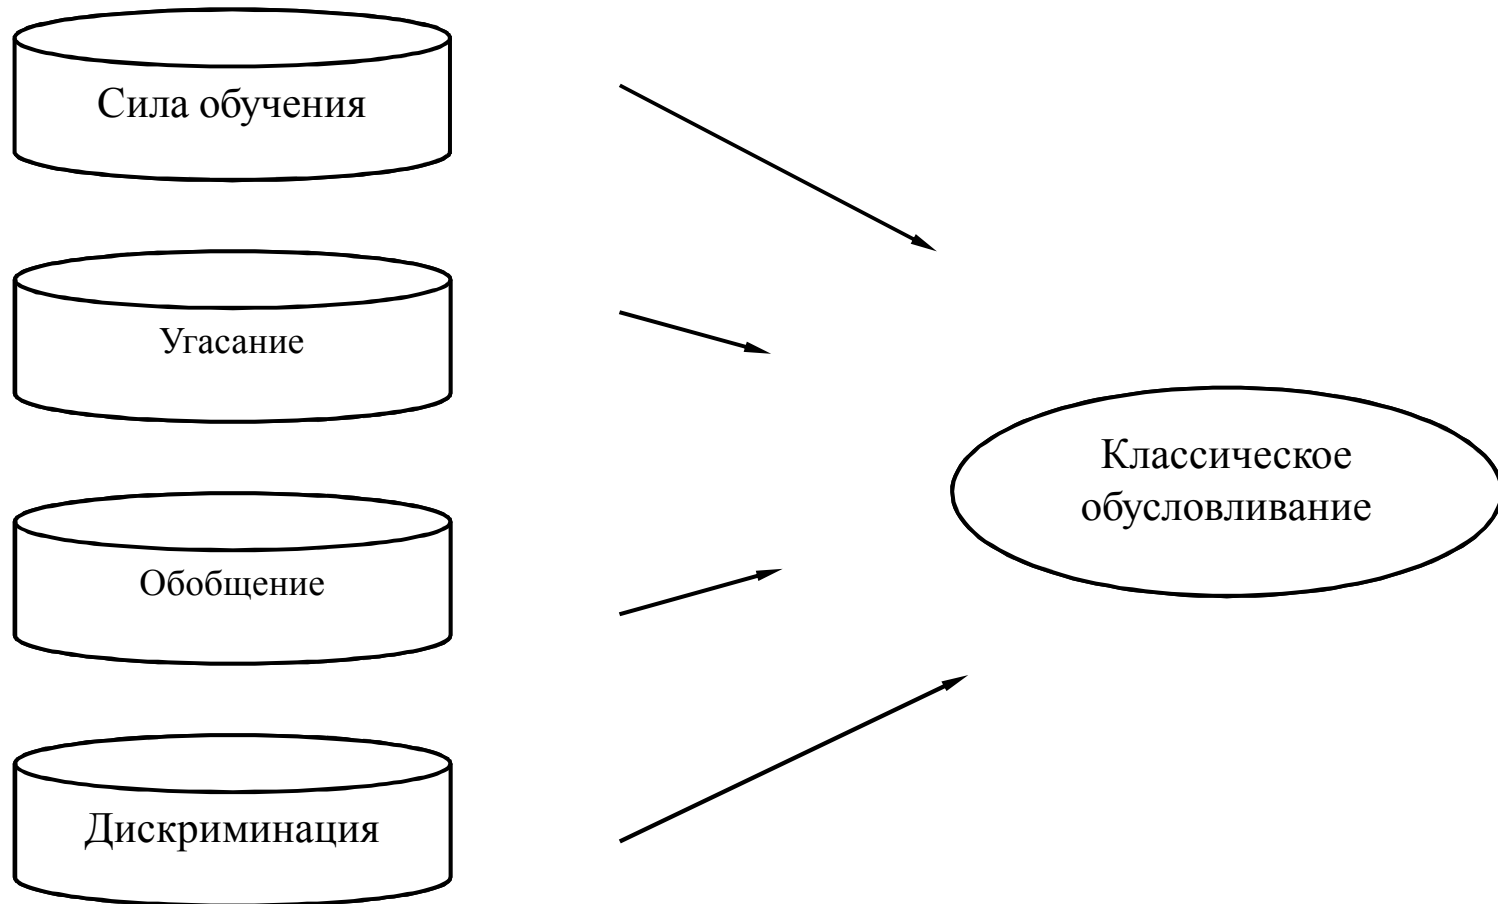 Сила обучения
Угасание
Обобщение
Дискриминация
Классическое
обусловливание